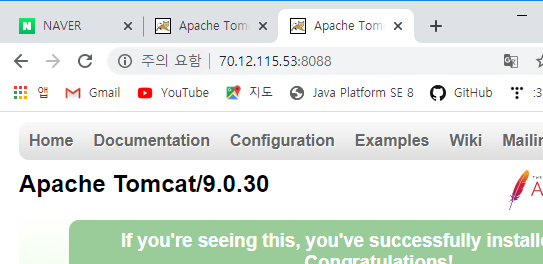 NAVER
Apache Tom
Apache Tom
주의 요함 | 70.12.115.53:8088
앱 Gmail YouTube 지도 Java Platform SE 8 GitHub :3
Home Documentation Configuration Examples Wiki Mailin
Apache Tomcat/9.0.30
If you're seeing this, you've successfully installe
Congratulations!